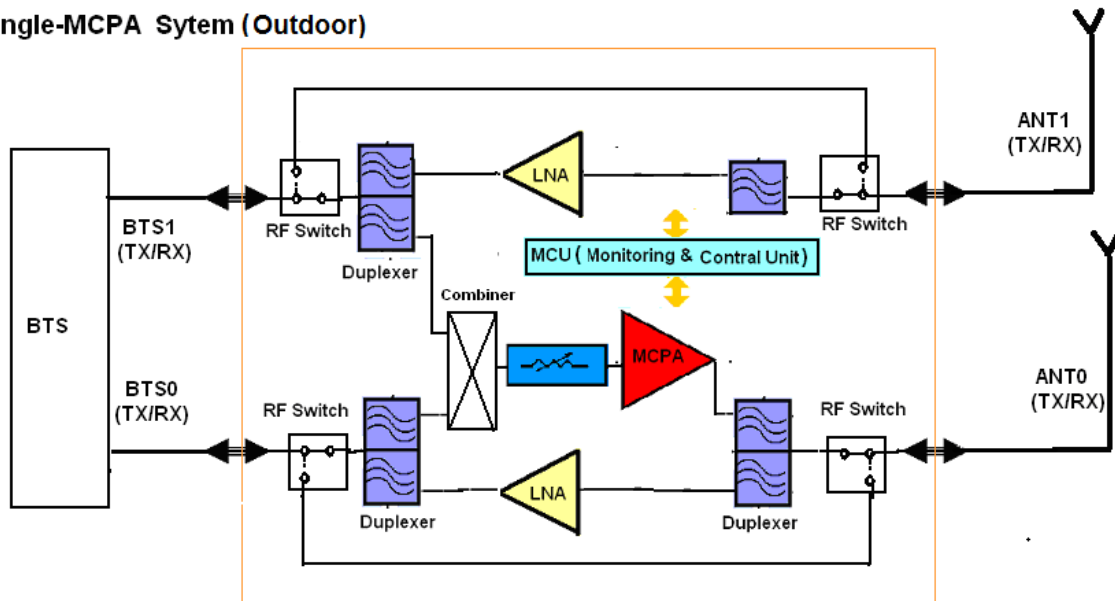 ngle-MCPA Sytem (Outdoor)
ANT1
(TX/RX)
LNA
RF Switch
RF Switch
BTS1
(TX/RX)
MCU ( Monitoring & Contral Unit )
Duplexer
Combiner
BTS
MCPA
BTS0
(TX/RX)
RF Switch
RF Switch
ANT0
(TX/RX)
LNA
Duplexer
Duplexer